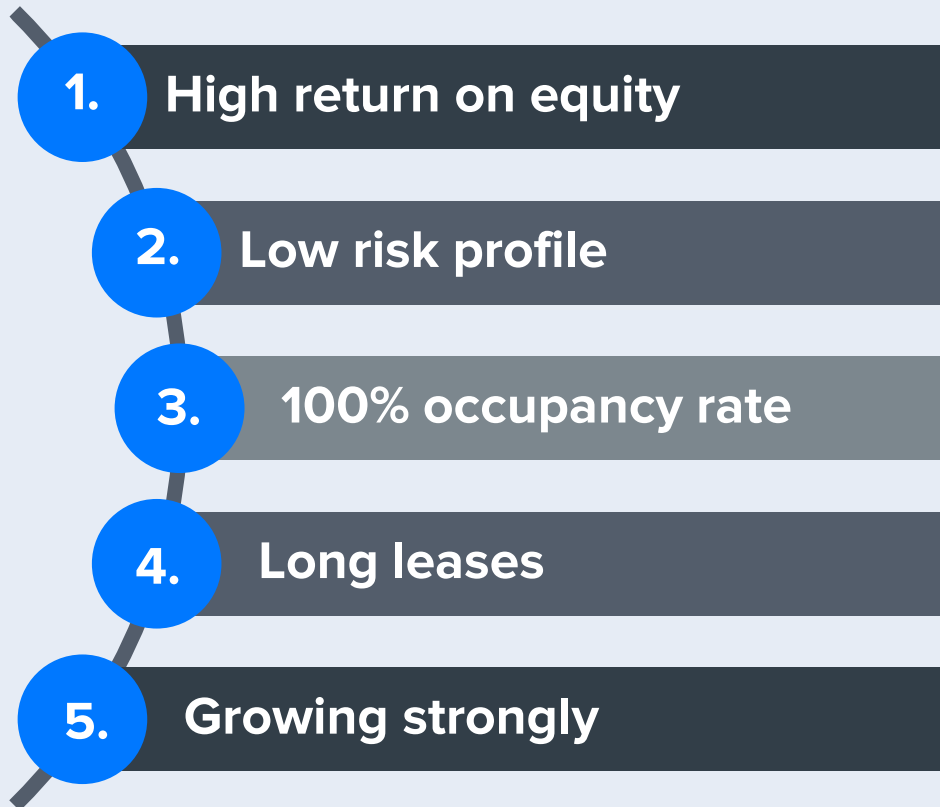 1. High return on equity
2. Low risk profile
3. 100% occupancy rate
4. Long leases
5. Growing strongly